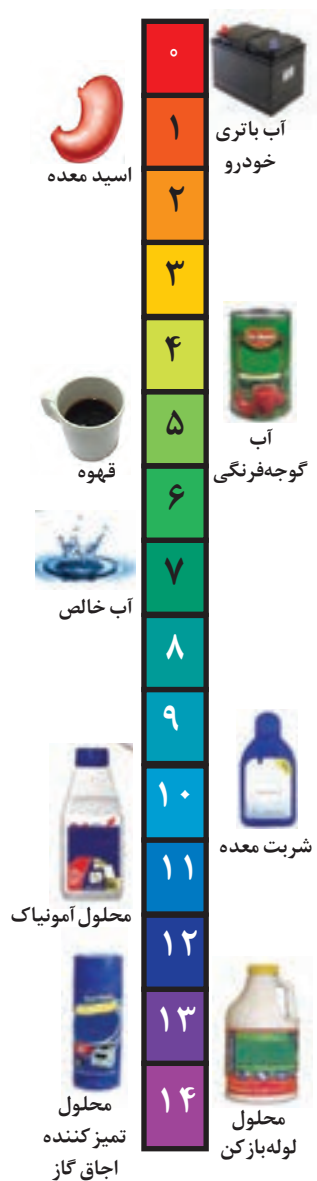 ۰
آب باتری
خودرو
۱
اسید معده
۲
۳
۴
آب
گوجه‌فرنگی
۵
قهوه
۶
۷
آب خالص
۸
۹
۱۰
شربت معده
۱۱
محلول آمونیاک
۱۲
۱۳
۱۴
محلول
لوله‌بازکن
محلول
تمیزکننده
اجاق گاز